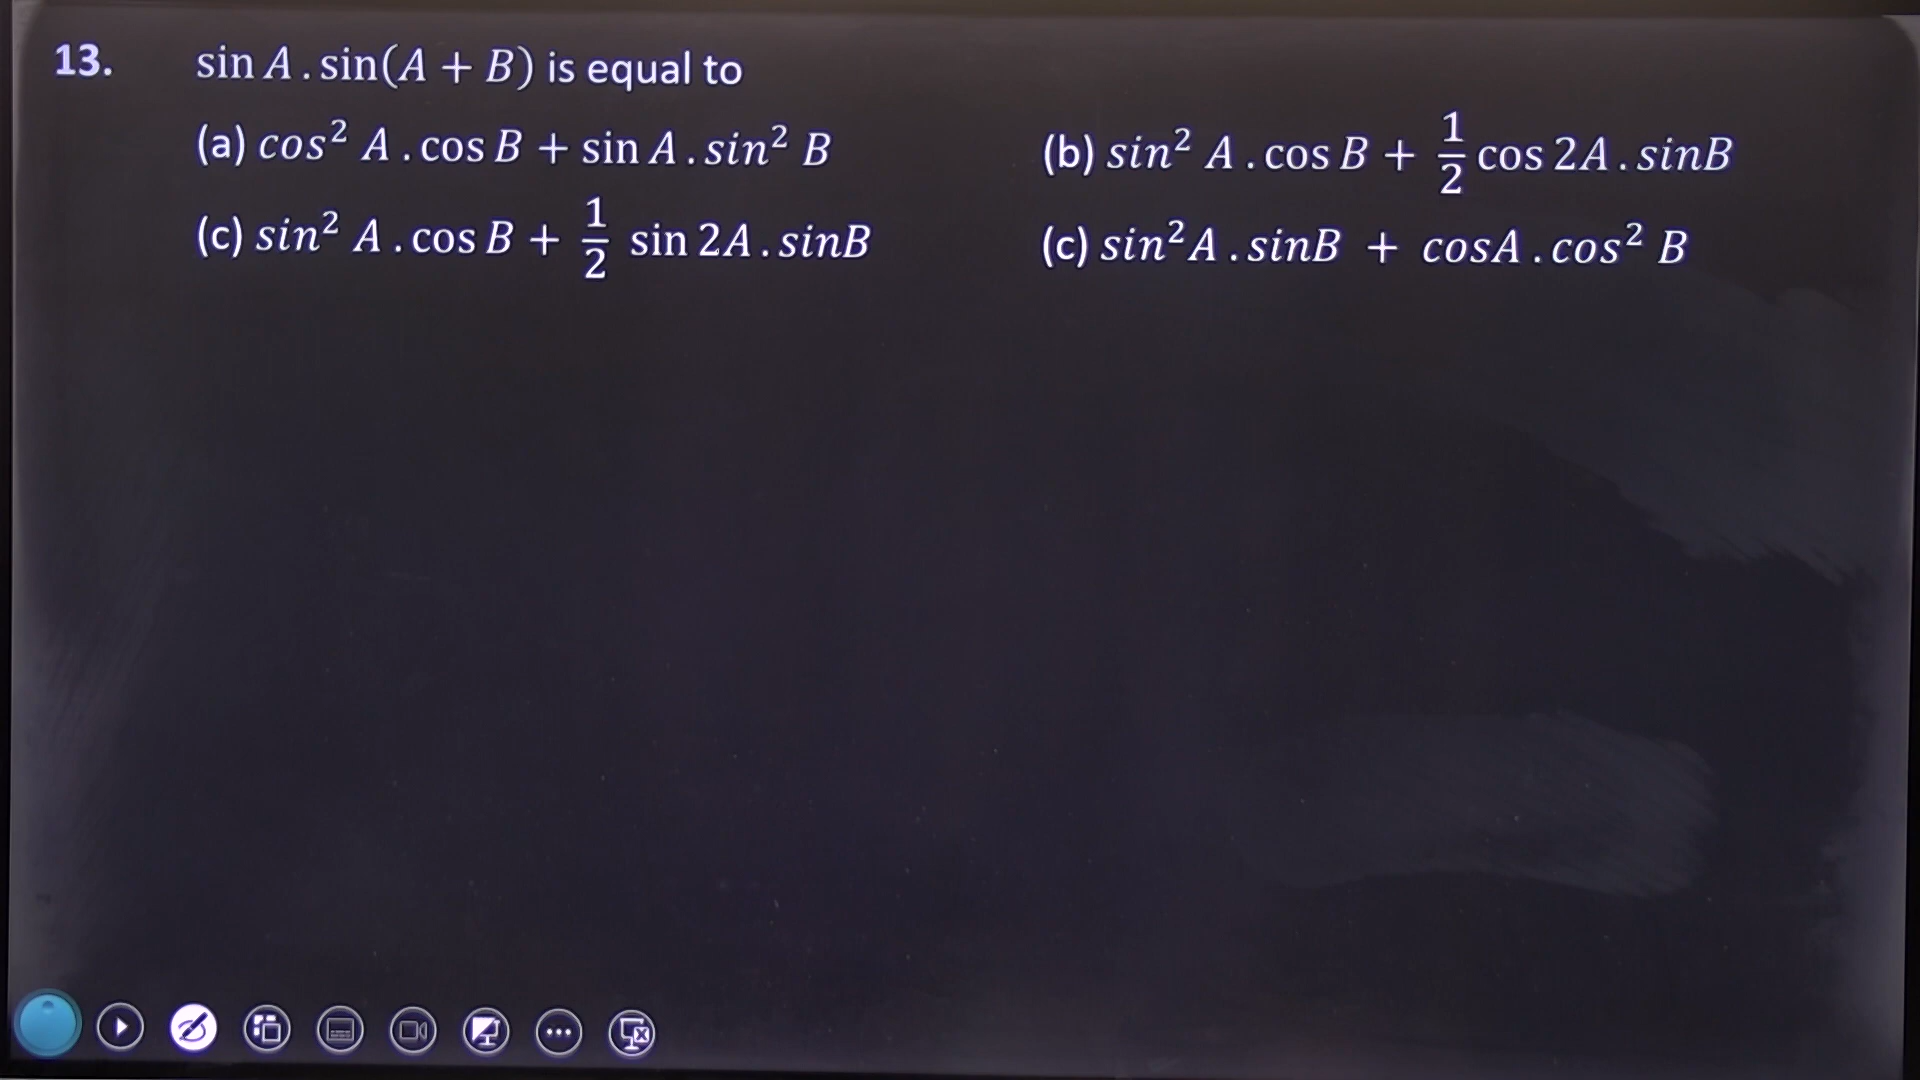 13. sin A . sin(A + B) is equal to
(a) cos² A . cos B + sin A . sin² B (b) sin² A . cos B + 1/2 cos 2A . sinB
(c) sin² A . cos B + 1/2 sin 2A . sinB (c) sin²A . sinB + cosA . cos² B